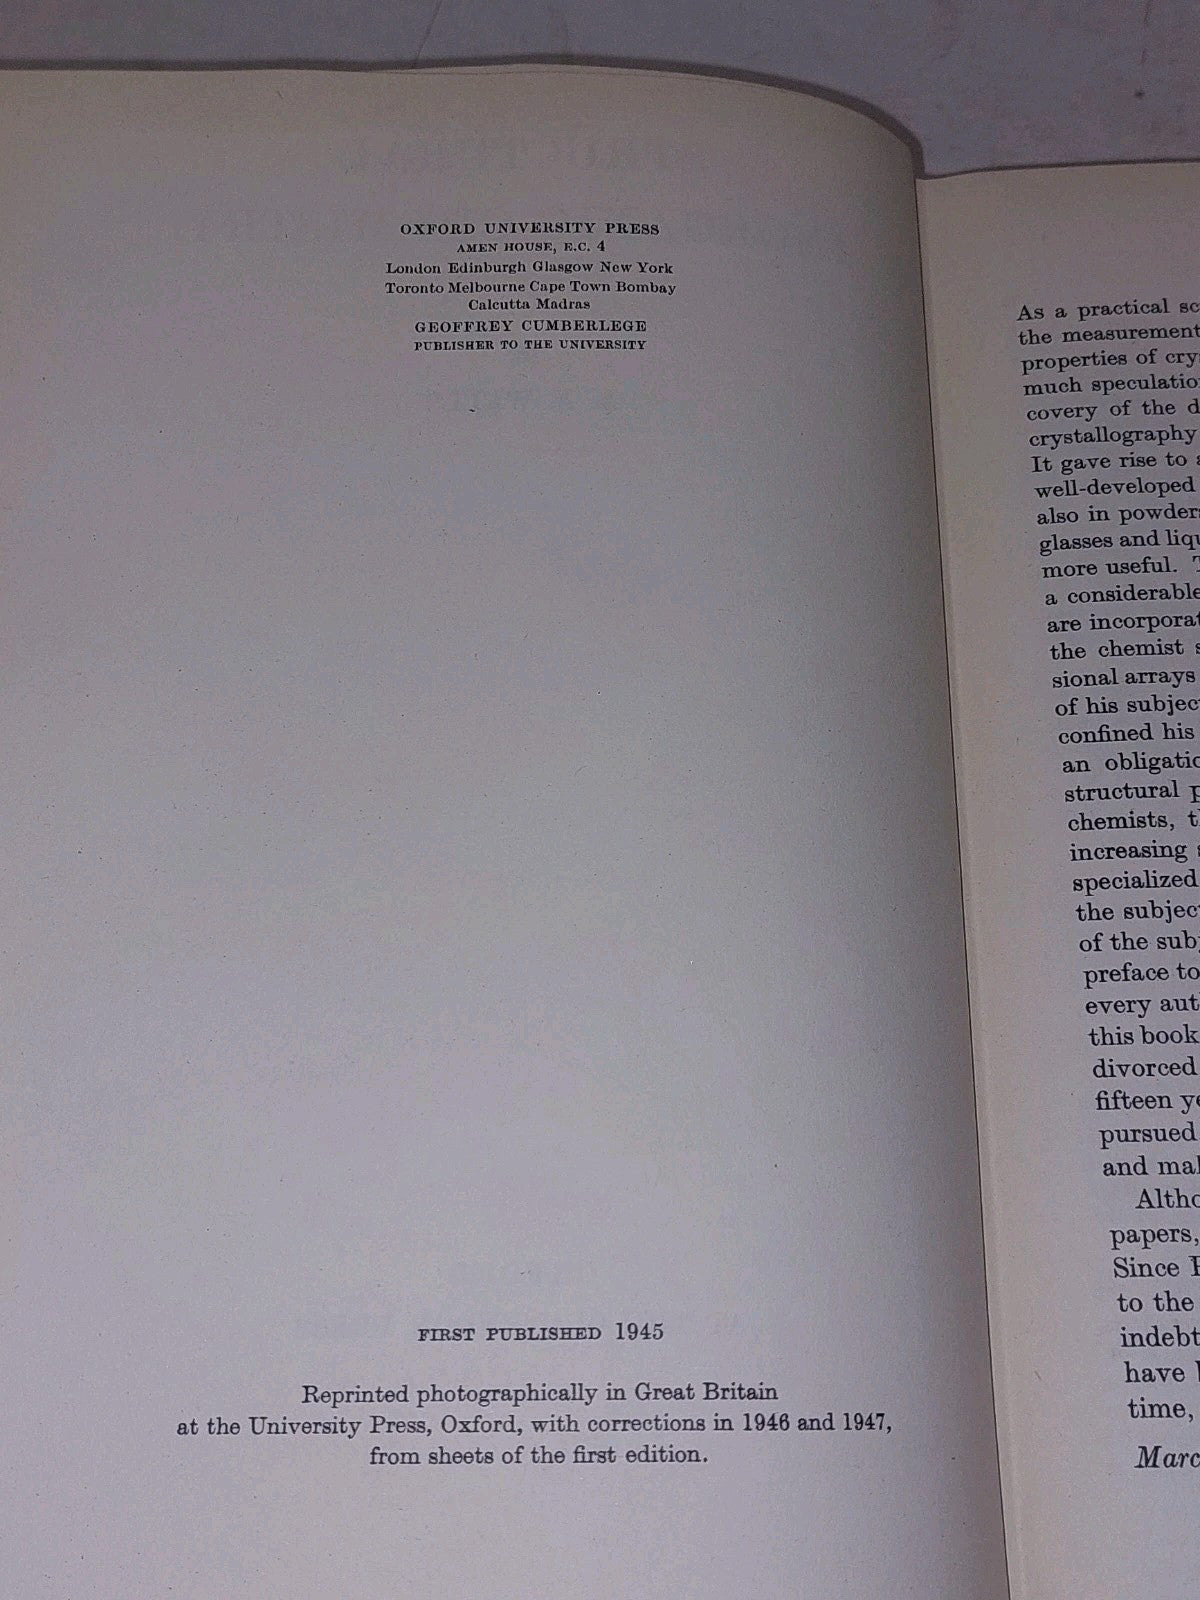 OXFORD UNIVERSITY PRESS
AMEN HOUSE, E.C. 4
London Edinburgh Glasgow New York
Toronto Melbourne Cape Town Bombay
Calcutta Madras
GEOFFREY CUMBERLEGE
PUBLISHER TO THE UNIVERSITY
FIRST PUBLISHED 1945
Reprinted photographically in Great Britain
at the University Press, Oxford, with corrections in 1946 and 1947,
from sheets of the first edition.
As a practical
the measurement
properties of
much
covery of the
crystallography
It gave rise to
well-developed
also in
glasses and
more useful.
a considerable
are
the chemist
sional arrays
of his
confined his
an
structural
chemists,
increasing
specialized
the
of the
preface to
every
this book
divorced
fifteen
pursued
and

papers,
Since
to the

have
time,